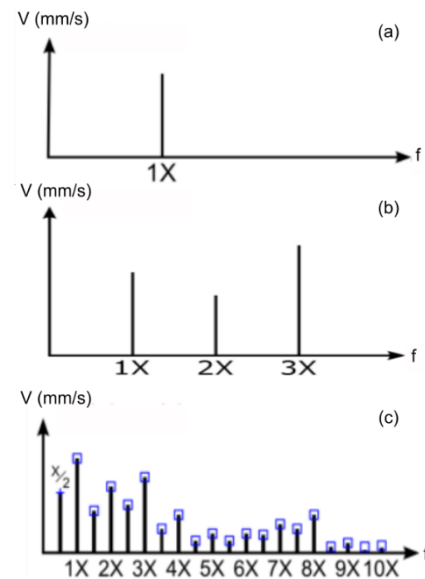 V (mm/s)
(a)
f
1X
V (mm/s)
(b)
f
1X 2X 3X
V (mm/s)
(c)
X/2
f
1X 2X 3X 4X 5X 6X 7X 8X 9X 10X